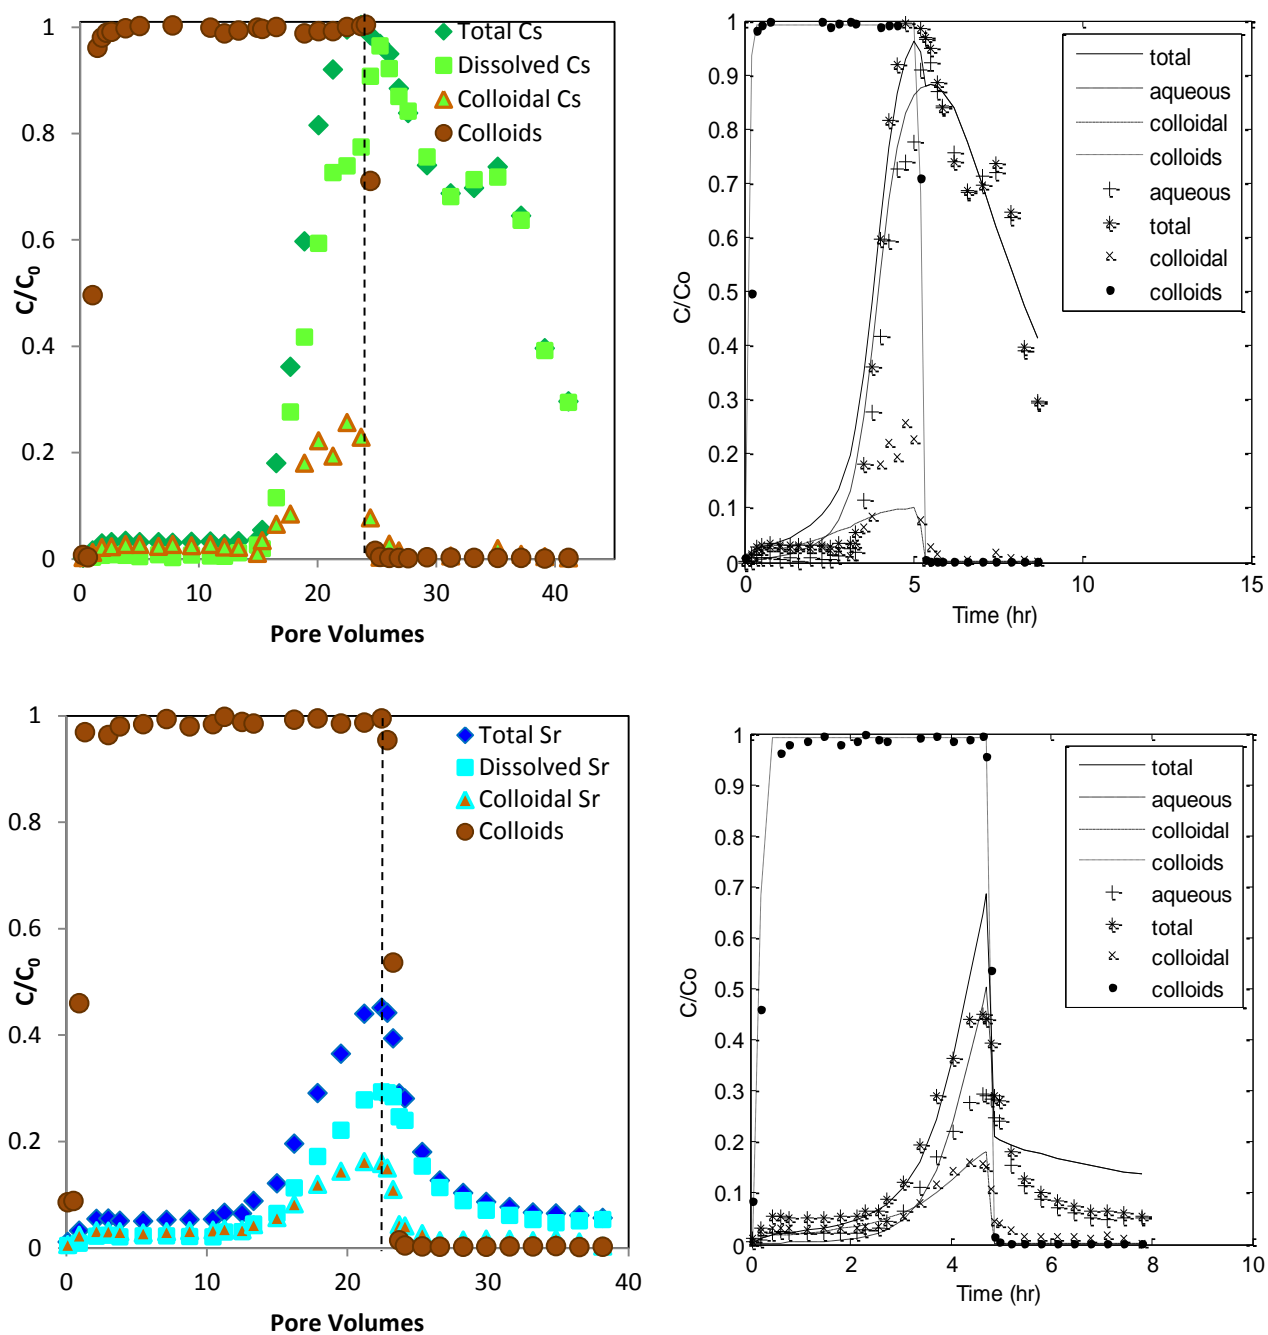 1
0.8
0.6
0.4
0.2
0
C/C₀
0 10 20 30 40
Pore Volumes
Total Cs
Dissolved Cs
Colloidal Cs
Colloids
1
0.9
0.8
0.7
0.6
0.5
0.4
0.3
0.2
0.1
0
C/Co
0 5 10 15
Time (hr)
total
aqueous
colloidal
colloids
aqueous
total
colloidal
colloids
1
0.8
0.6
0.4
0.2
0
C/C₀
0 10 20 30 40
Pore Volumes
Total Sr
Dissolved Sr
Colloidal Sr
Colloids
1
0.9
0.8
0.7
0.6
0.5
0.4
0.3
0.2
0.1
0
C/Co
0 2 4 6 8 10
Time (hr)
total
aqueous
colloidal
colloids
aqueous
total
colloidal
colloids